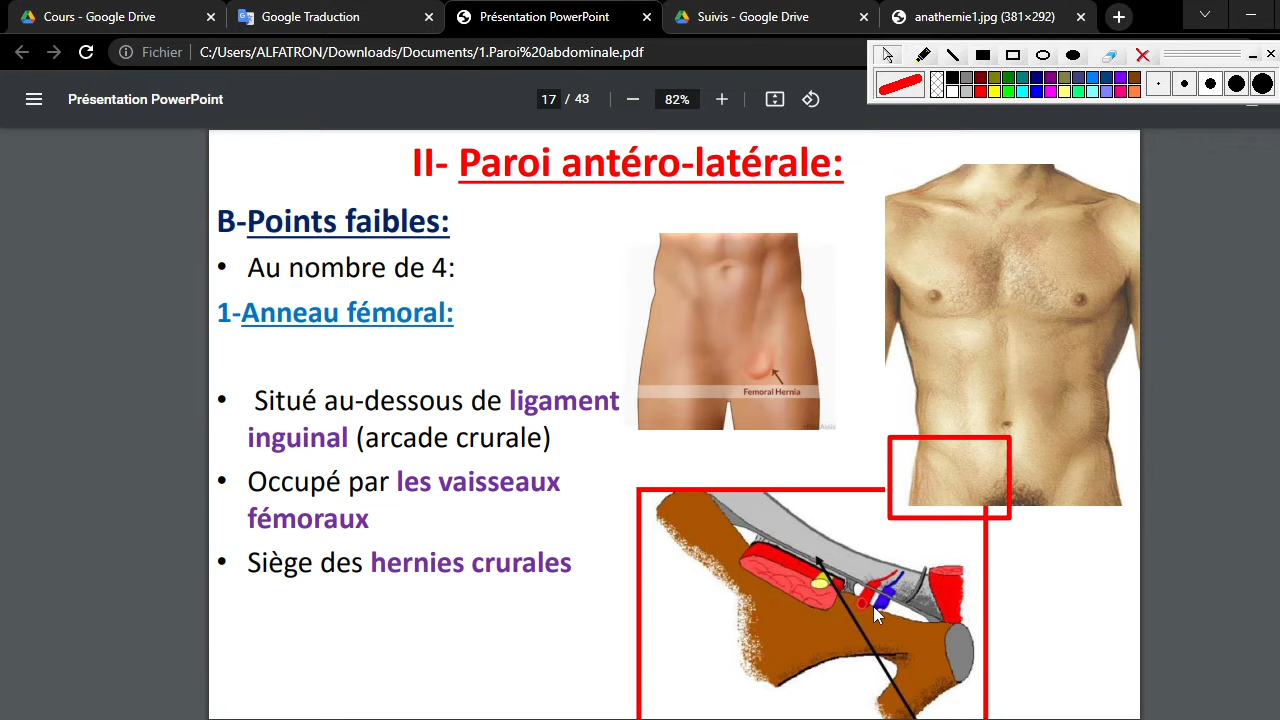 Cours - Google Drive
Google Traduction
Présentation PowerPoint
Suivis - Google Drive
anathernie1.jpg (381×292)
Fichier
C:/Users/ALFATRON/Downloads/Documents/1.Paroi%20abdominale.pdf
Présentation PowerPoint
17 / 43
82%
II- Paroi antéro-latérale:
B-Points faibles:
• Au nombre de 4:
1-Anneau fémoral:
• Situé au-dessous de ligament
inguinal (arcade crurale)
• Occupé par les vaisseaux
fémoraux
• Siège des hernies crurales
Femoral Hernia